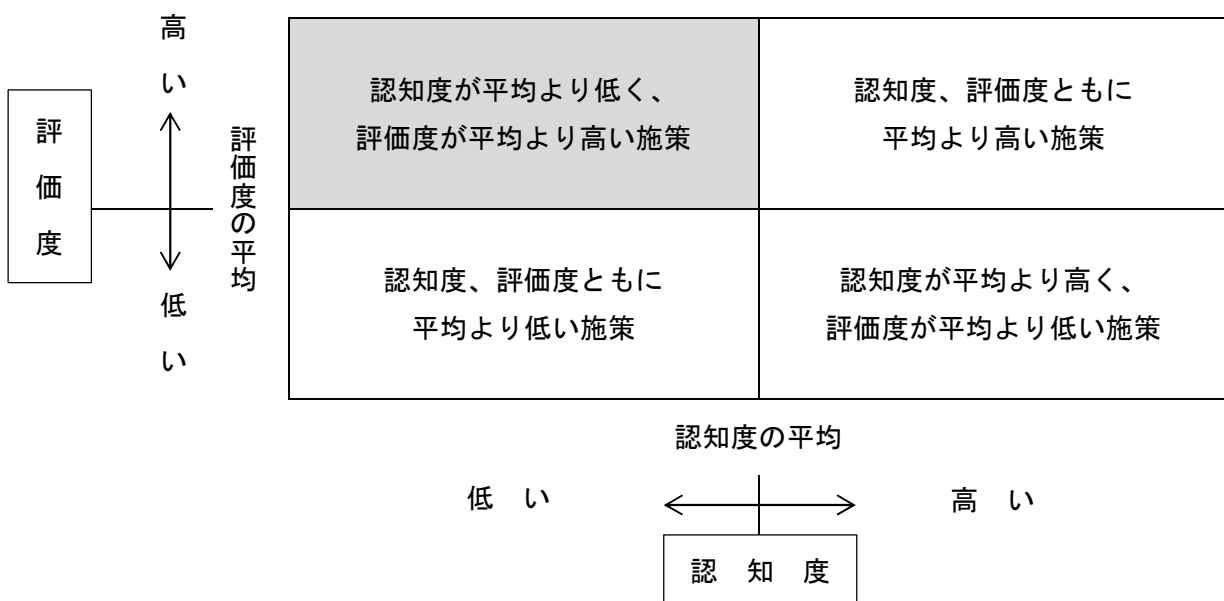 高い
認知度が平均より低く、
評価度が平均より高い施策
認知度、評価度ともに
平均より高い施策
評価度
評価度の平均
認知度、評価度ともに
平均より低い施策
認知度が平均より高く、
評価度が平均より低い施策
低い
認知度の平均
低い
高い
認知度